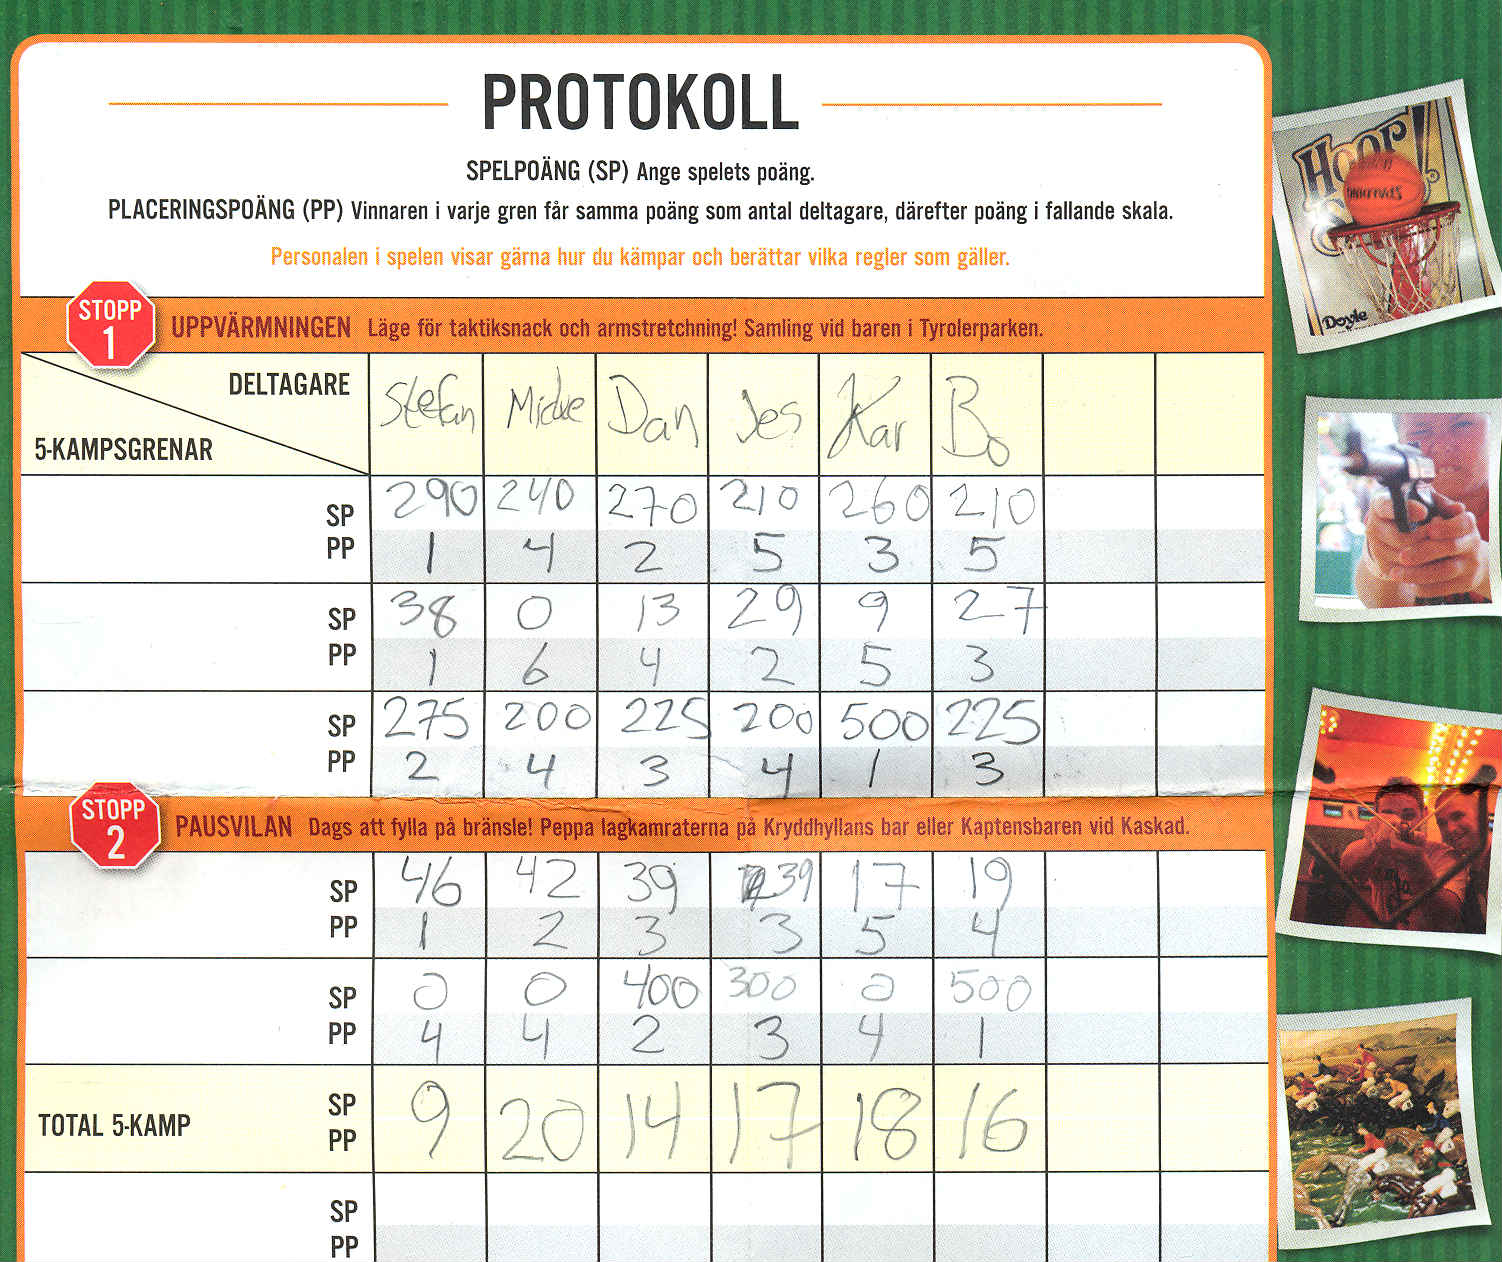 PROTOKOLL
SPELPOÄNG (SP) Ange spelets poäng.
PLACERINGSPOÄNG (PP) Vinnaren i varje gren får samma poäng som antal deltagare, därefter poäng i fallande skala.
Personalen i spelen visar gärna hur du kämpar och berättar vilka regler som gäller.
STOPP 1 UPPVÄRMNINGEN Läge för taktiksnack och armstretchning! Samling vid baren i Tyrolerparken.
DELTAGARE Stefan Micke Dan Jes Kar Bo
5-KAMPSGRENAR
SP 290 240 270 210 260 210
PP 1 4 2 5 3 5
SP 38 0 13 29 9 27
PP 1 6 4 2 5 3
SP 275 200 225 200 500 225
PP 2 4 3 4 1 3
STOPP 2 PAUSVILAN Dags att fylla på bränsle! Peppa lagkamraterna på Kryddhyllans bar eller Kaptensbaren vid Kaskad.
SP 46 42 39 39 17 19
PP 1 2 3 3 5 4
SP 0 0 400 300 0 500
PP 4 4 2 3 4 1
TOTAL 5-KAMP SP PP 9 20 14 17 18 16
SP
PP
Hoop!
SPALDING
Doyle